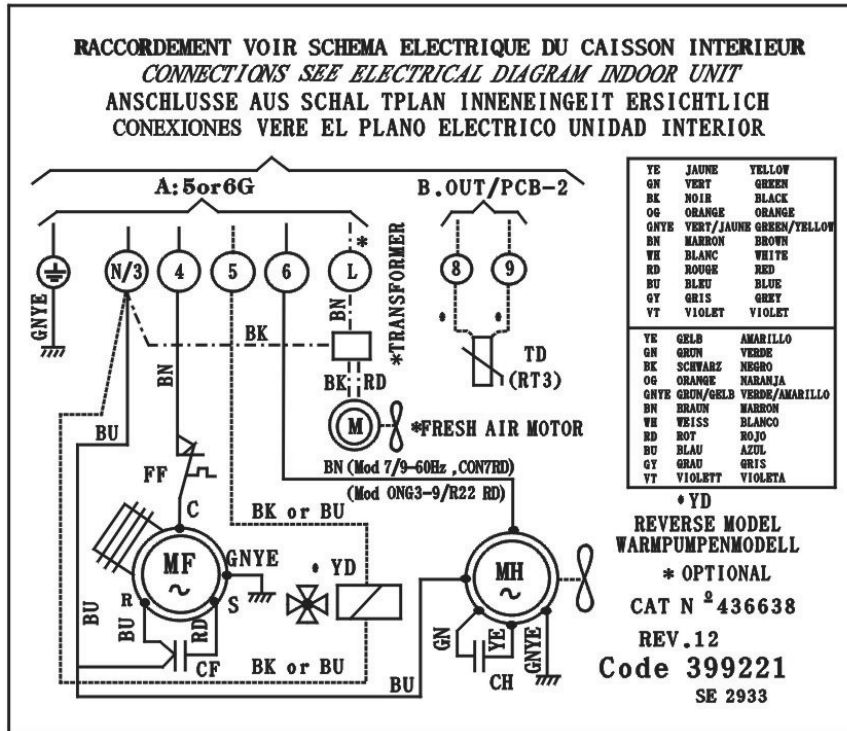 RACCORDEMENT VOIR SCHEMA ELECTRIQUE DU CAISSON INTERIEUR
CONNECTIONS SEE ELECTRICAL DIAGRAM INDOOR UNIT
ANSCHLUSSE AUS SCHAL TPLAN INNENEINGEIT ERSICHTLICH
CONEXIONES VERE EL PLANO ELECTRICO UNIDAD INTERIOR
A:5or6G
B.OUT/PCB-2
N/3 4 5 6 L *
8 9
GNYE
BN
BN
BK
*TRANSFORMER
* *
TD
(RT3)
BK RD
M
*FRESH AIR MOTOR
BU
FF
BN (Mod 7/9-60Hz ,CON7RD)
(Mod ONG3-9/R22 RD)
C
BK or BU
MF
~
GNYE
* YD
R
S
BU
BU
RD
CF
BK or BU
BU
MH
~
GN
YE
GNYE
CH
YE JAUNE YELLOW
GN VERT GREEN
BK NOIR BLACK
OG ORANGE ORANGE
GNYE VERT/JAUNE GREEN/YELLOW
BN MARRON BROWN
WH BLANC WHITE
RD ROUGE RED
BU BLEU BLUE
GY GRIS GREY
VT VIOLET VIOLET
YE GELB AMARILLO
GN GRUN VERDE
BK SCHWARZ NEGRO
OG ORANGE NARANJA
GNYE GRUN/GELB VERDE/AMARILLO
BN BRAUN MARRON
WH WEISS BLANCO
RD ROT ROJO
BU BLAU AZUL
GY GRAU GRIS
VT VIOLETT VIOLETA
* YD
REVERSE MODEL
WARMPUMPENMODELL
* OPTIONAL
CAT N º 436638
REV.12
Code 399221
SE 2933